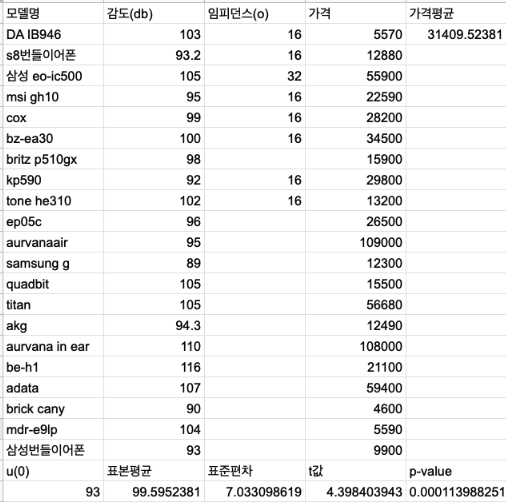 모델명 감도(db) 임피던스(o) 가격 가격평균
DA IB946 103 16 5570 31409.52381
s8번들이어폰 93.2 16 12880
삼성 eo-ic500 105 32 55900
msi gh10 95 16 22590
cox 99 16 28200
bz-ea30 100 16 34500
britz p510gx 98 15900
kp590 92 16 29800
tone he310 102 16 13200
ep05c 96 26500
aurvanaair 95 109000
samsung g 89 12300
quadbit 105 15500
titan 105 56680
akg 94.3 12490
aurvana in ear 110 108000
be-h1 116 21100
adata 107 59400
brick cany 90 4600
mdr-e9lp 104 5590
삼성번들이어폰 93 9900
u(0) 표본평균 표준편차 t값 p-value
93 99.5952381 7.033098619 4.398403943 0.000113988251